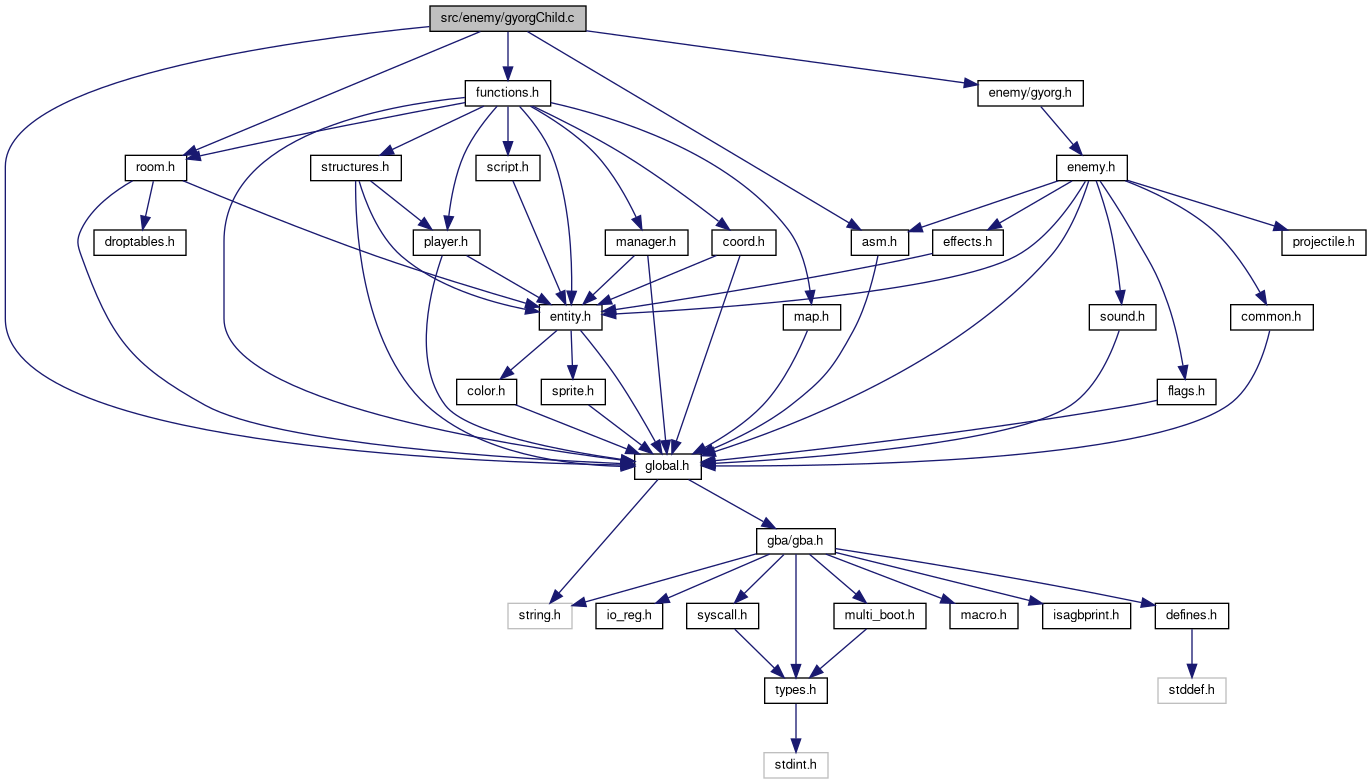 src/enemy/gyorgChild.c
functions.h
enemy/gyorg.h
room.h
structures.h
script.h
enemy.h
droptables.h
player.h
manager.h
coord.h
asm.h
effects.h
projectile.h
entity.h
map.h
sound.h
common.h
color.h
sprite.h
flags.h
global.h
gba/gba.h
string.h
io_reg.h
syscall.h
multi_boot.h
macro.h
isagbprint.h
defines.h
types.h
stddef.h
stdint.h